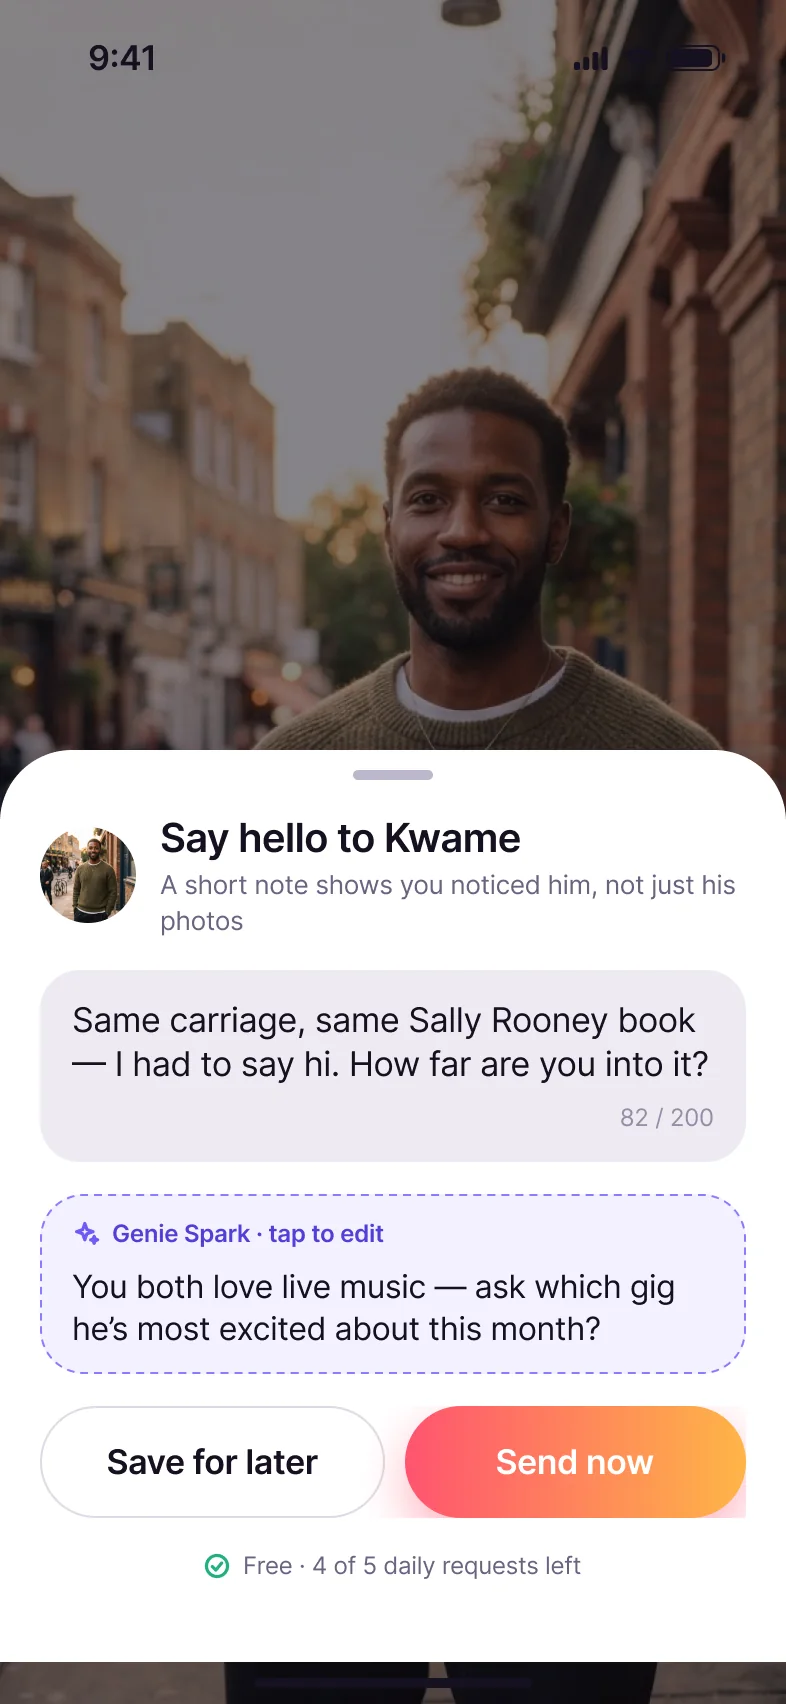 9:41
Say hello to Kwame
A short note shows you noticed him, not just his
photos
Same carriage, same Sally Rooney book
— I had to say hi. How far are you into it?
82 / 200
Genie Spark · tap to edit
You both love live music — ask which gig
he’s most excited about this month?
Save for later
Send now
Free · 4 of 5 daily requests left